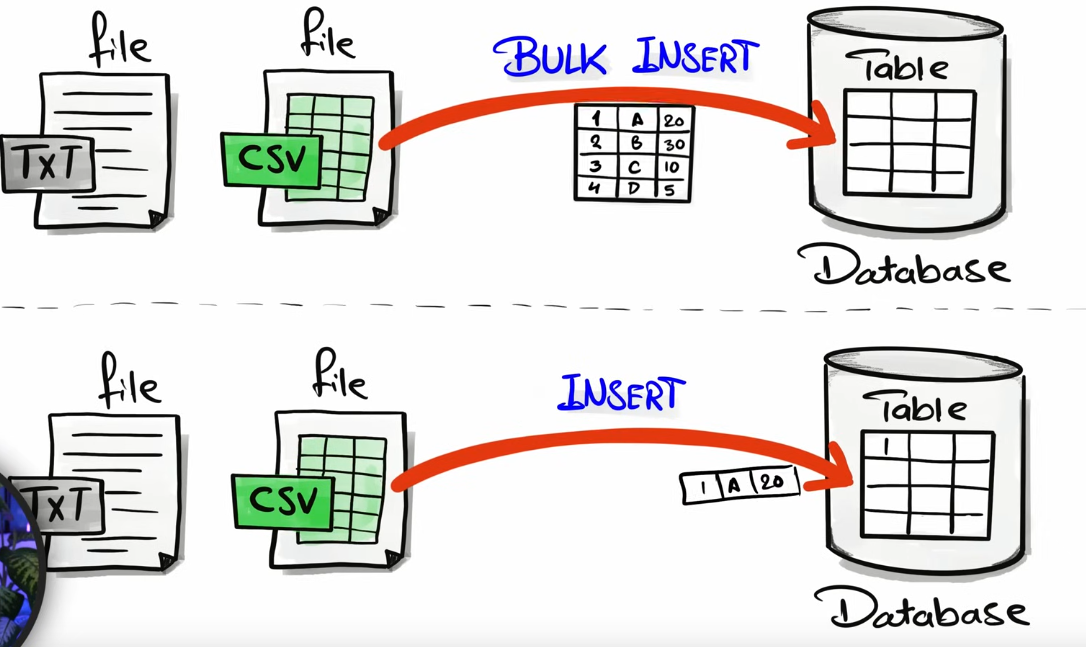 file
file
BULK INSERT
Table
TXT
CSV
1 A 20
2 B 30
3 C 10
4 D 5
Database
file
file
INSERT
Table
1
TXT
CSV
1 A 20
Database